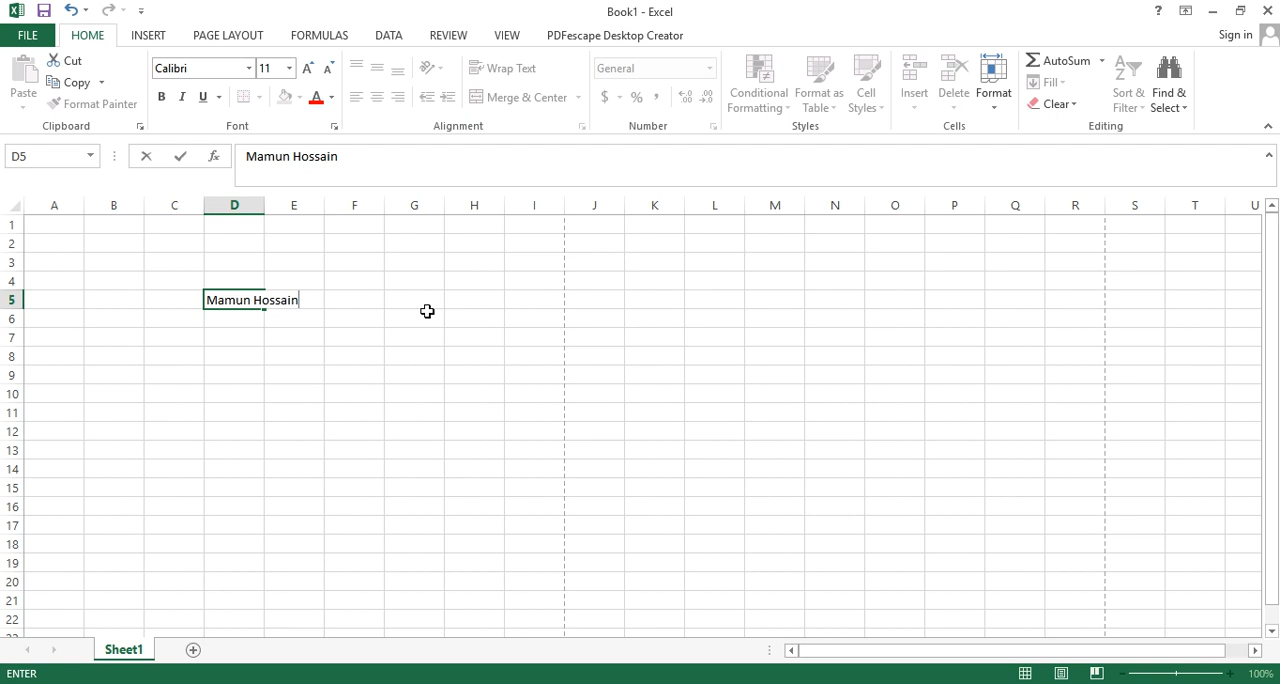 Book1 - Excel
? 
Sign in
FILE HOME INSERT PAGE LAYOUT FORMULAS DATA REVIEW VIEW PDFescape Desktop Creator
Paste
Cut
Copy
Format Painter
Clipboard
Calibri 11
B I U A
Font
Wrap Text
Merge & Center
Alignment
General
$ % ,
Number
Conditional Formatting
Format as Table
Cell Styles
Styles
Insert
Delete
Format
Cells
AutoSum
Fill
Clear
Sort & Filter
Find & Select
Editing
D5 fx Mamun Hossain
A B C D E F G H I J K L M N O P Q R S T U
1
2
3
4
5 Mamun Hossain
6
7
8
9
10
11
12
13
14
15
16
17
18
19
20
21
22
Sheet1
ENTER 100%